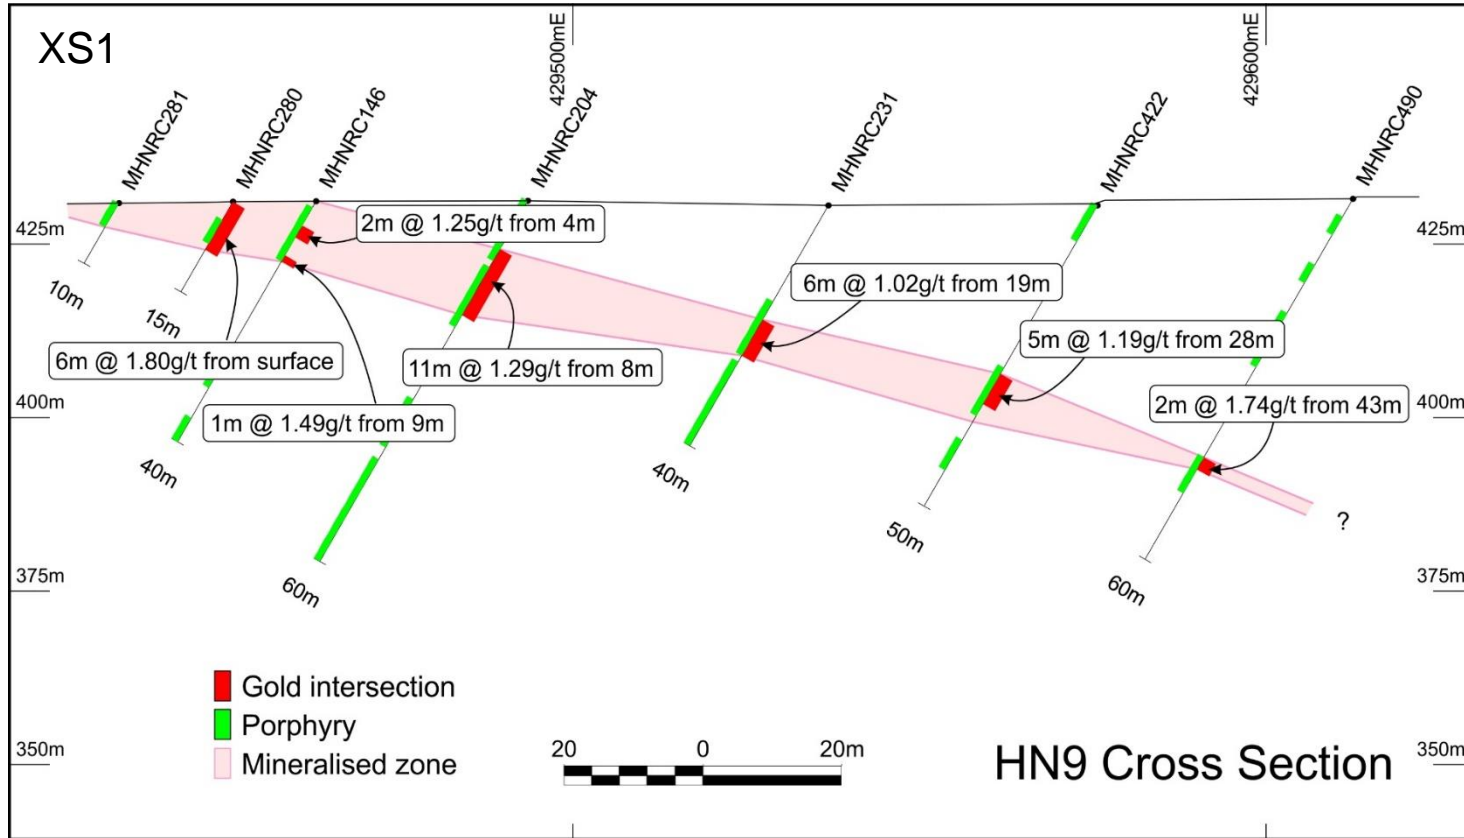 XS1
429500mE
429600mE
MHNRC281
MHNRC280
MHNRC146
MHNRC204
MHNRC231
MHNRC422
MHNRC490
2m @ 1.25g/t from 4m
425m
425m
6m @ 1.02g/t from 19m
10m
15m
6m @ 1.80g/t from surface
11m @ 1.29g/t from 8m
5m @ 1.19g/t from 28m
2m @ 1.74g/t from 43m
1m @ 1.49g/t from 9m
400m
400m
40m
40m
50m
?
60m
60m
375m
375m
Gold intersection
Porphyry
Mineralised zone
20 0 20m
HN9 Cross Section
350m
350m